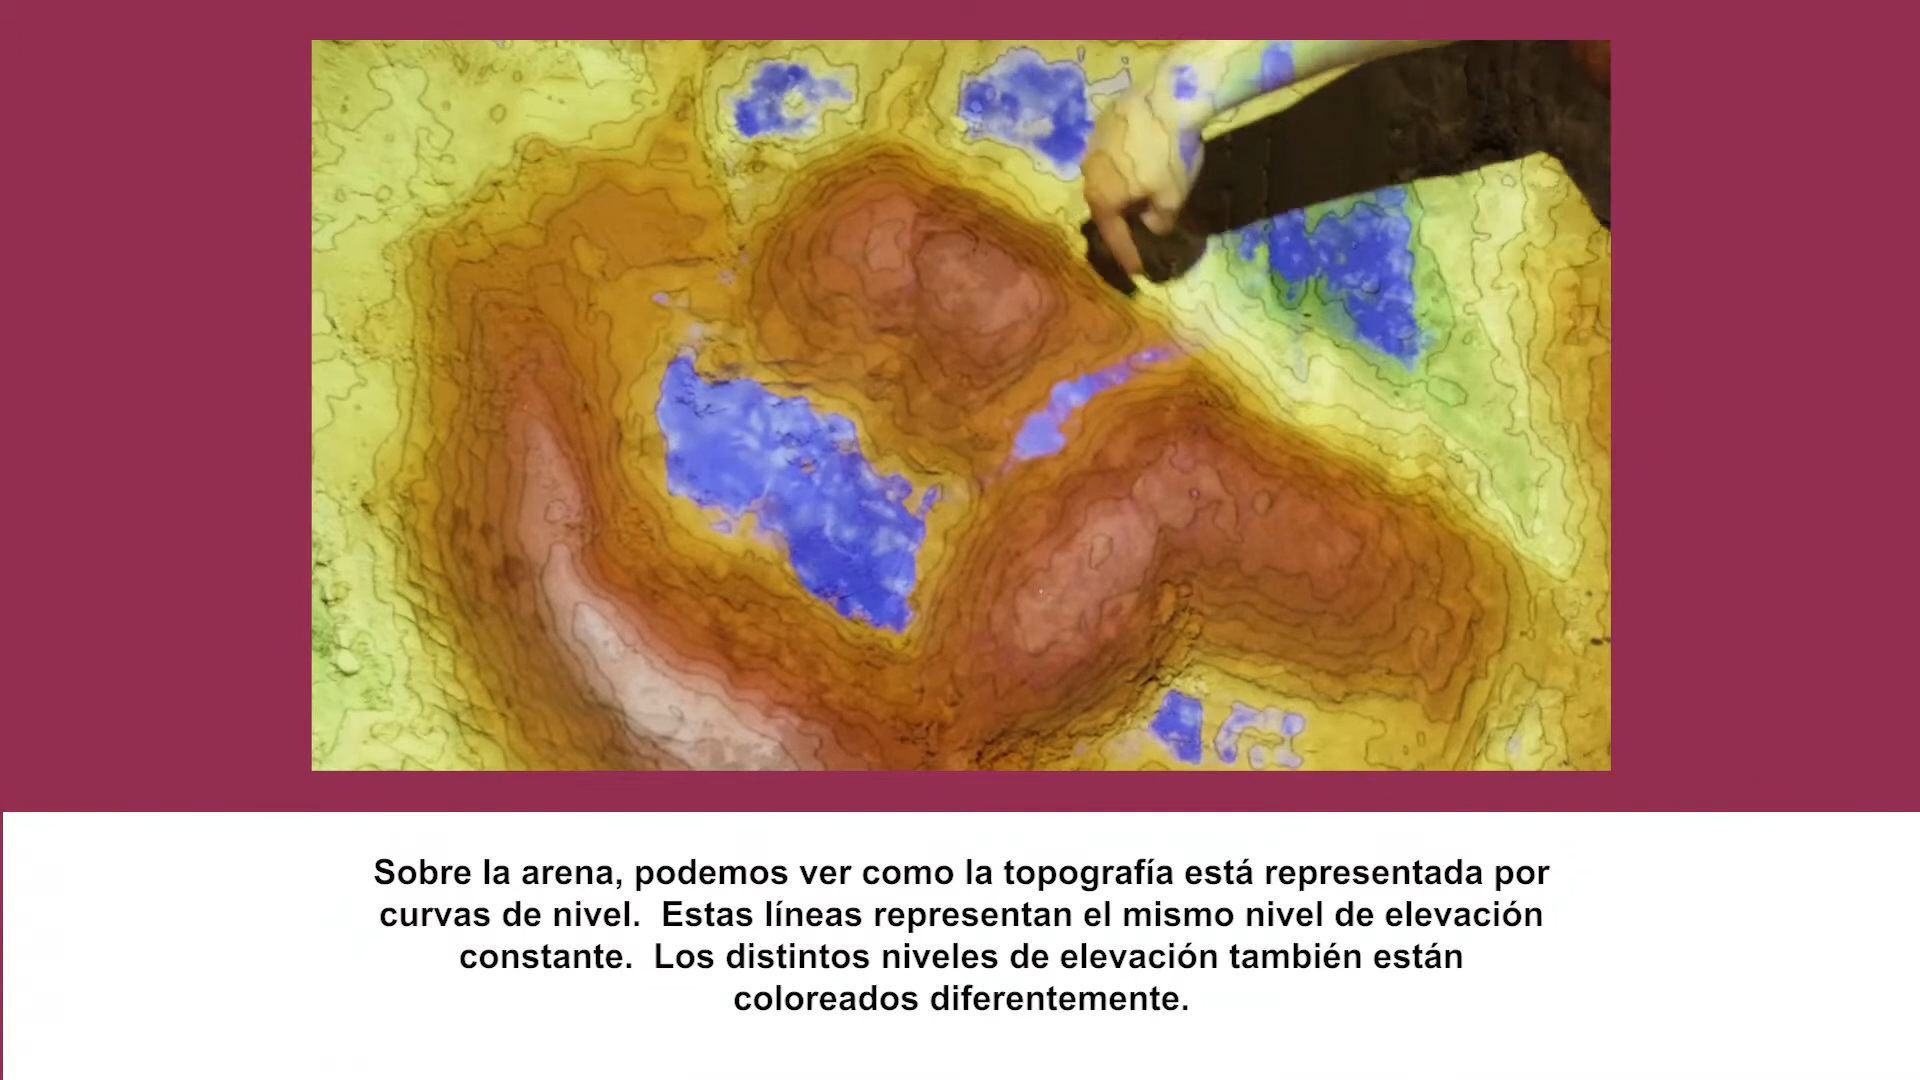 Sobre la arena, podemos ver como la topografía está representada por
curvas de nivel.  Estas líneas representan el mismo nivel de elevación
constante.  Los distintos niveles de elevación también están
coloreados diferentemente.